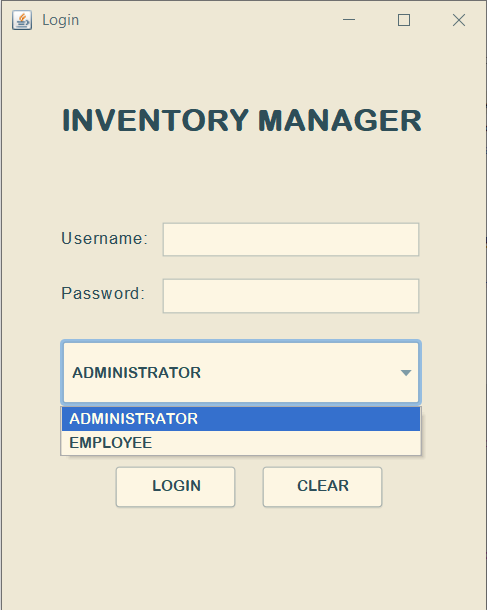 Login
INVENTORY MANAGER
Username:
Password:
ADMINISTRATOR
ADMINISTRATOR
EMPLOYEE
LOGIN CLEAR